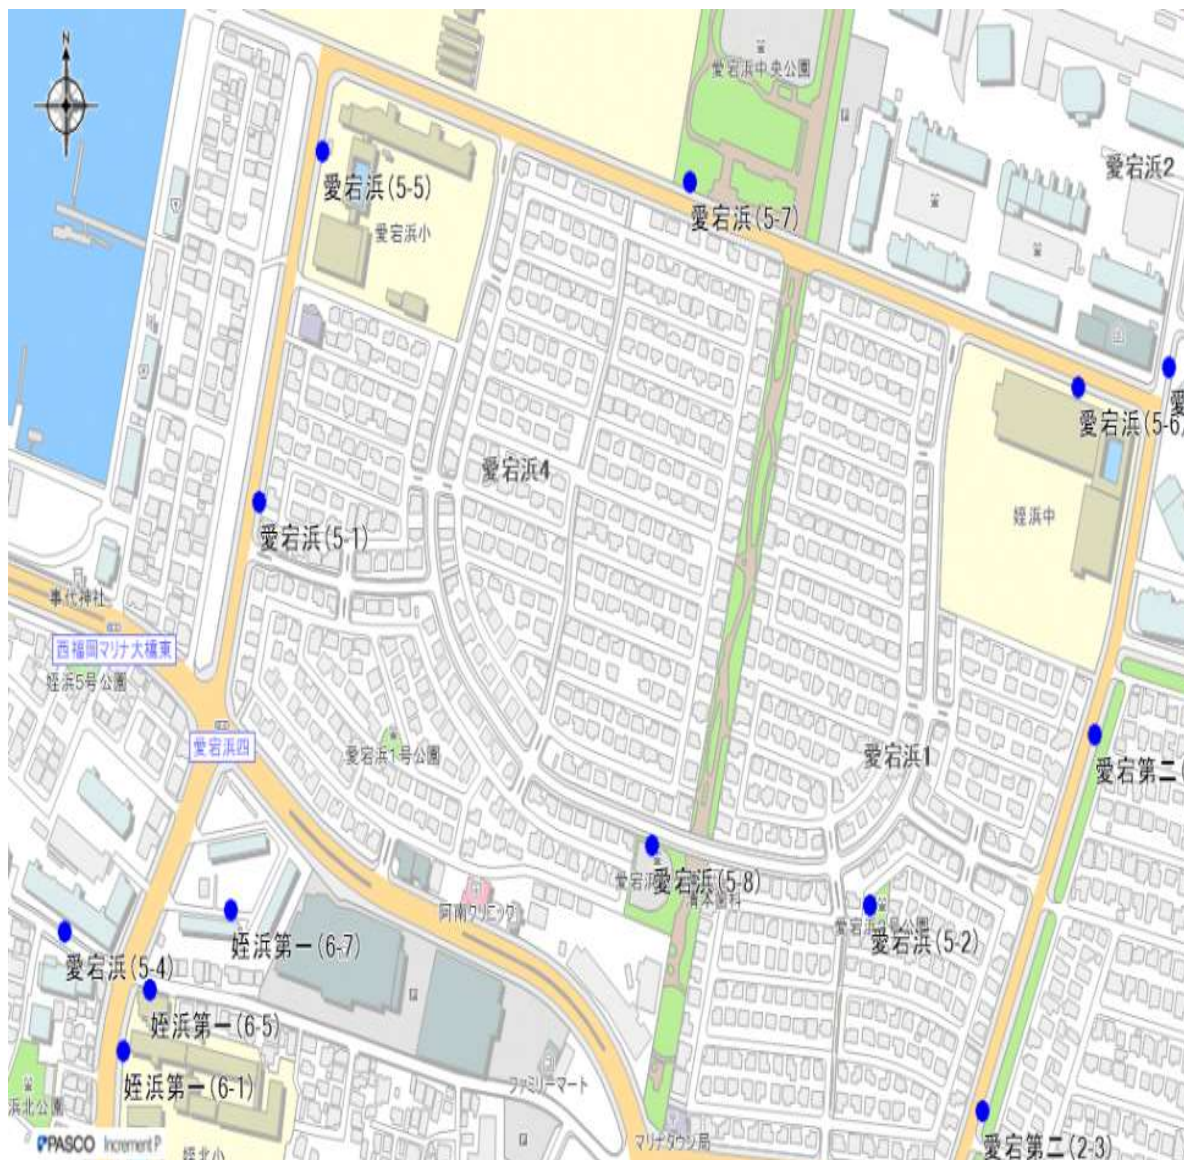 N
愛宕浜中央公園
愛宕浜2
愛宕浜(5-5)
愛宕浜(5-7)
愛宕浜小
愛宕浜(5-6)
愛宕浜4
姪浜中
愛宕浜(5-1)
事代神社
西福岡マリナ大橋東
姪浜5号公園
愛宕浜四
愛宕浜1号公園
愛宕浜1
愛宕第二(
愛宕浜(5-8)
阿南クリニック
愛宕浜(5-2)
姪浜第一(6-7)
愛宕浜(5-4)
姪浜第一(6-5)
姪浜第一(6-1)
ファミリーマート
浜北公園
マリナタウン局
愛宕第二(2-3)
PASCO Increment P
姪北小